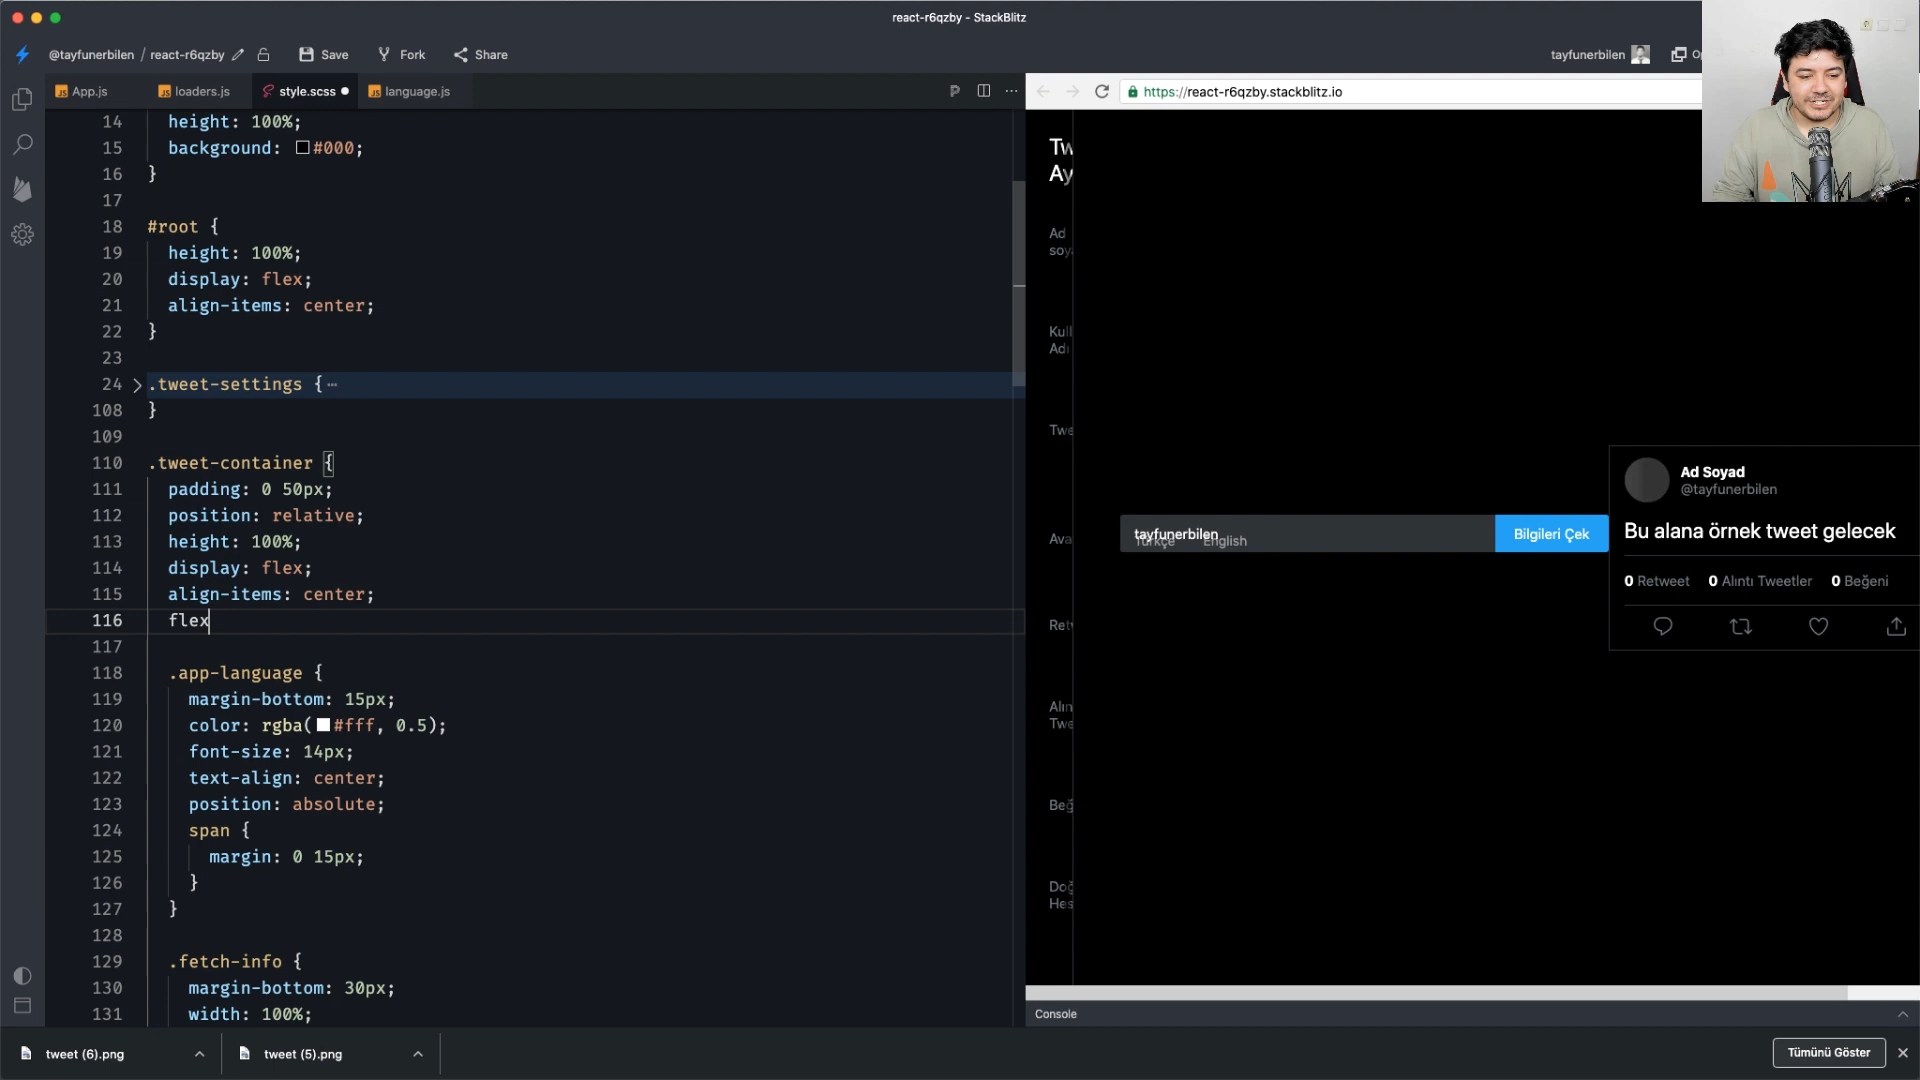 react-r6qzby - StackBlitz
@tayfunerbilen / react-r6qzby
Save
Fork
Share
tayfunerbilen
App.js
loaders.js
style.scss
language.js
https://react-r6qzby.stackblitz.io
14 height: 100%;
15 background: #000;
16 }
17
18 #root {
19 height: 100%;
20 display: flex;
21 align-items: center;
22 }
23
24 .tweet-settings { ⋯
108 }
109
110 .tweet-container {
111 padding: 0 50px;
112 position: relative;
113 height: 100%;
114 display: flex;
115 align-items: center;
116 flex
117
118 .app-language {
119 margin-bottom: 15px;
120 color: rgba(#fff, 0.5);
121 font-size: 14px;
122 text-align: center;
123 position: absolute;
124 span {
125 margin: 0 15px;
126 }
127 }
128
129 .fetch-info {
130 margin-bottom: 30px;
131 width: 100%;
Tw
Ay
Ad
soy
Kull
Adı
Twe
Ava
Ret
Alın
Twe
Beğ
Doğ
Hes
tayfunerbilen
Türkçe English
Bilgileri Çek
Ad Soyad
@tayfunerbilen
Bu alana örnek tweet gelecek
0 Retweet 0 Alıntı Tweetler 0 Beğeni
Console
tweet (6).png
tweet (5).png
Tümünü Göster